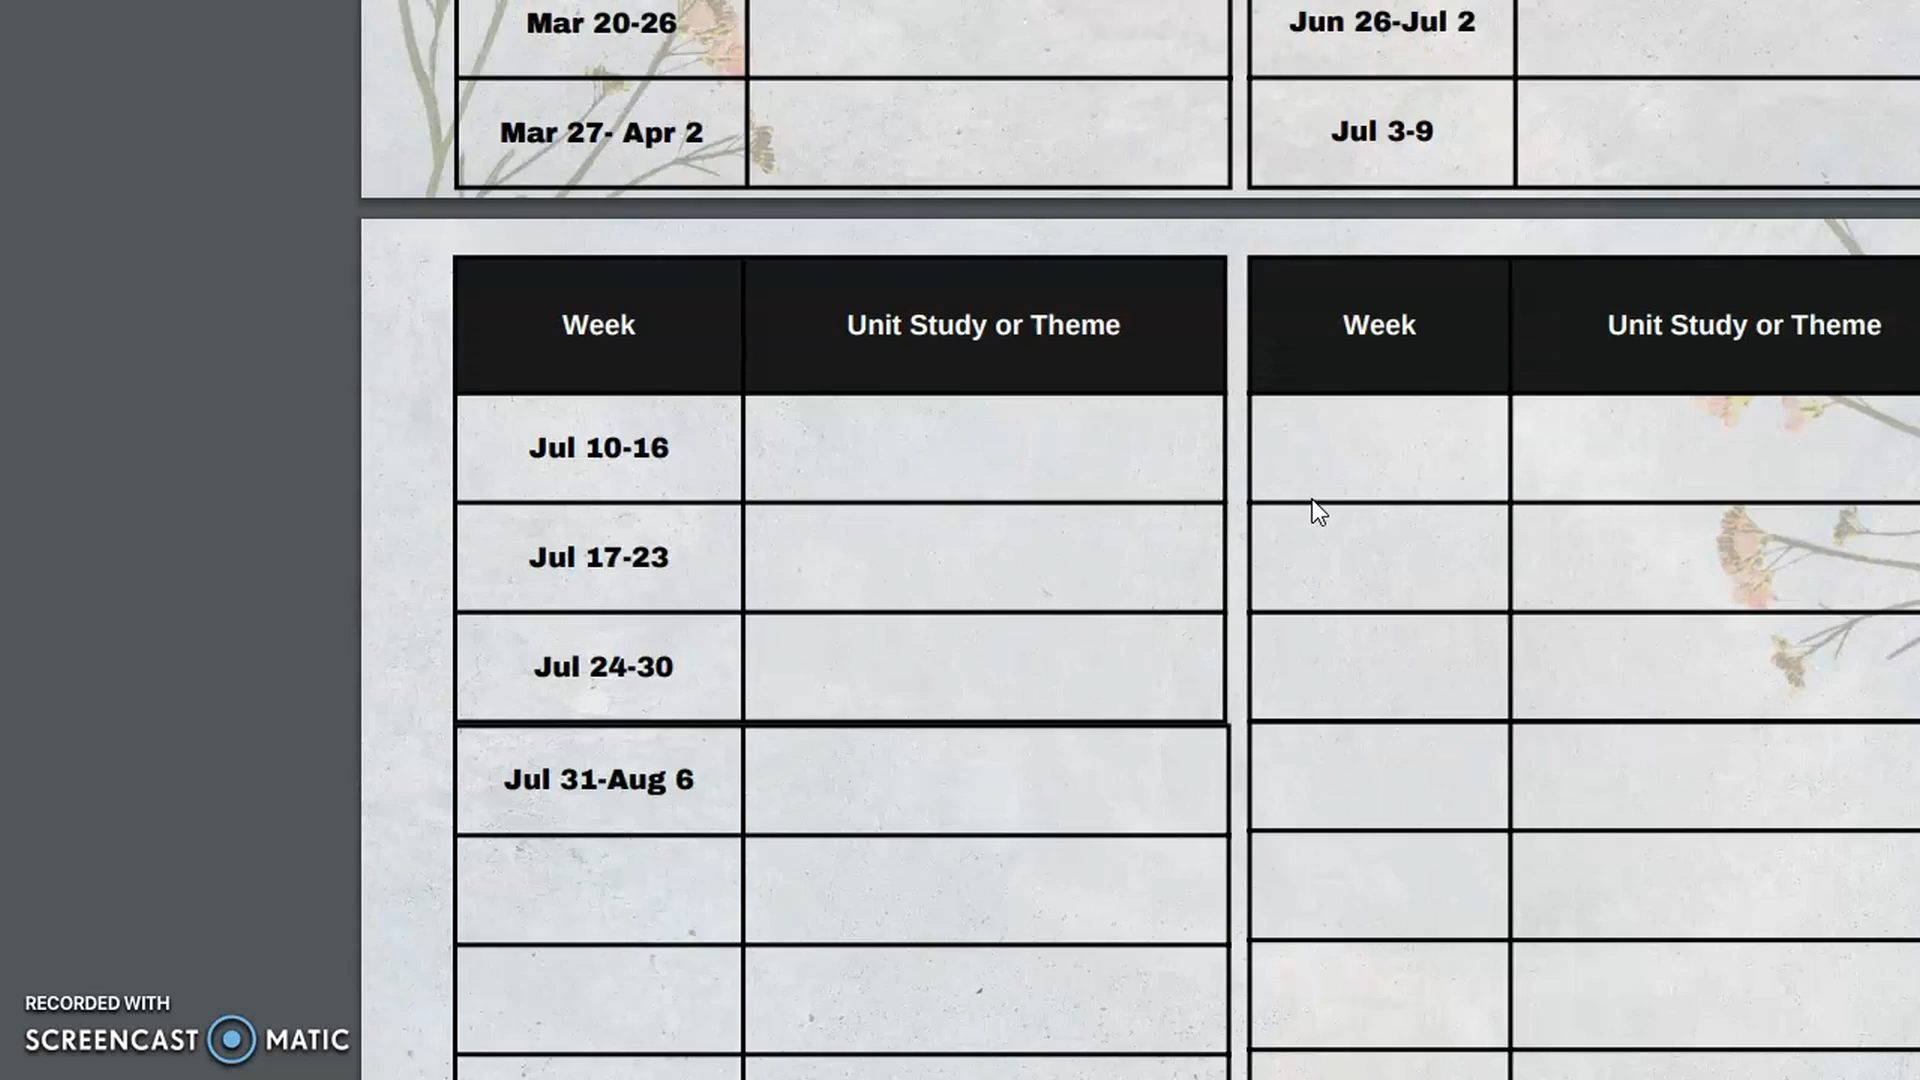 Mar 20-26
Jun 26-Jul 2
Mar 27- Apr 2
Jul 3-9
Week
Unit Study or Theme
Week
Unit Study or Theme
Jul 10-16
Jul 17-23
Jul 24-30
Jul 31-Aug 6
RECORDED WITH
SCREENCAST MATIC